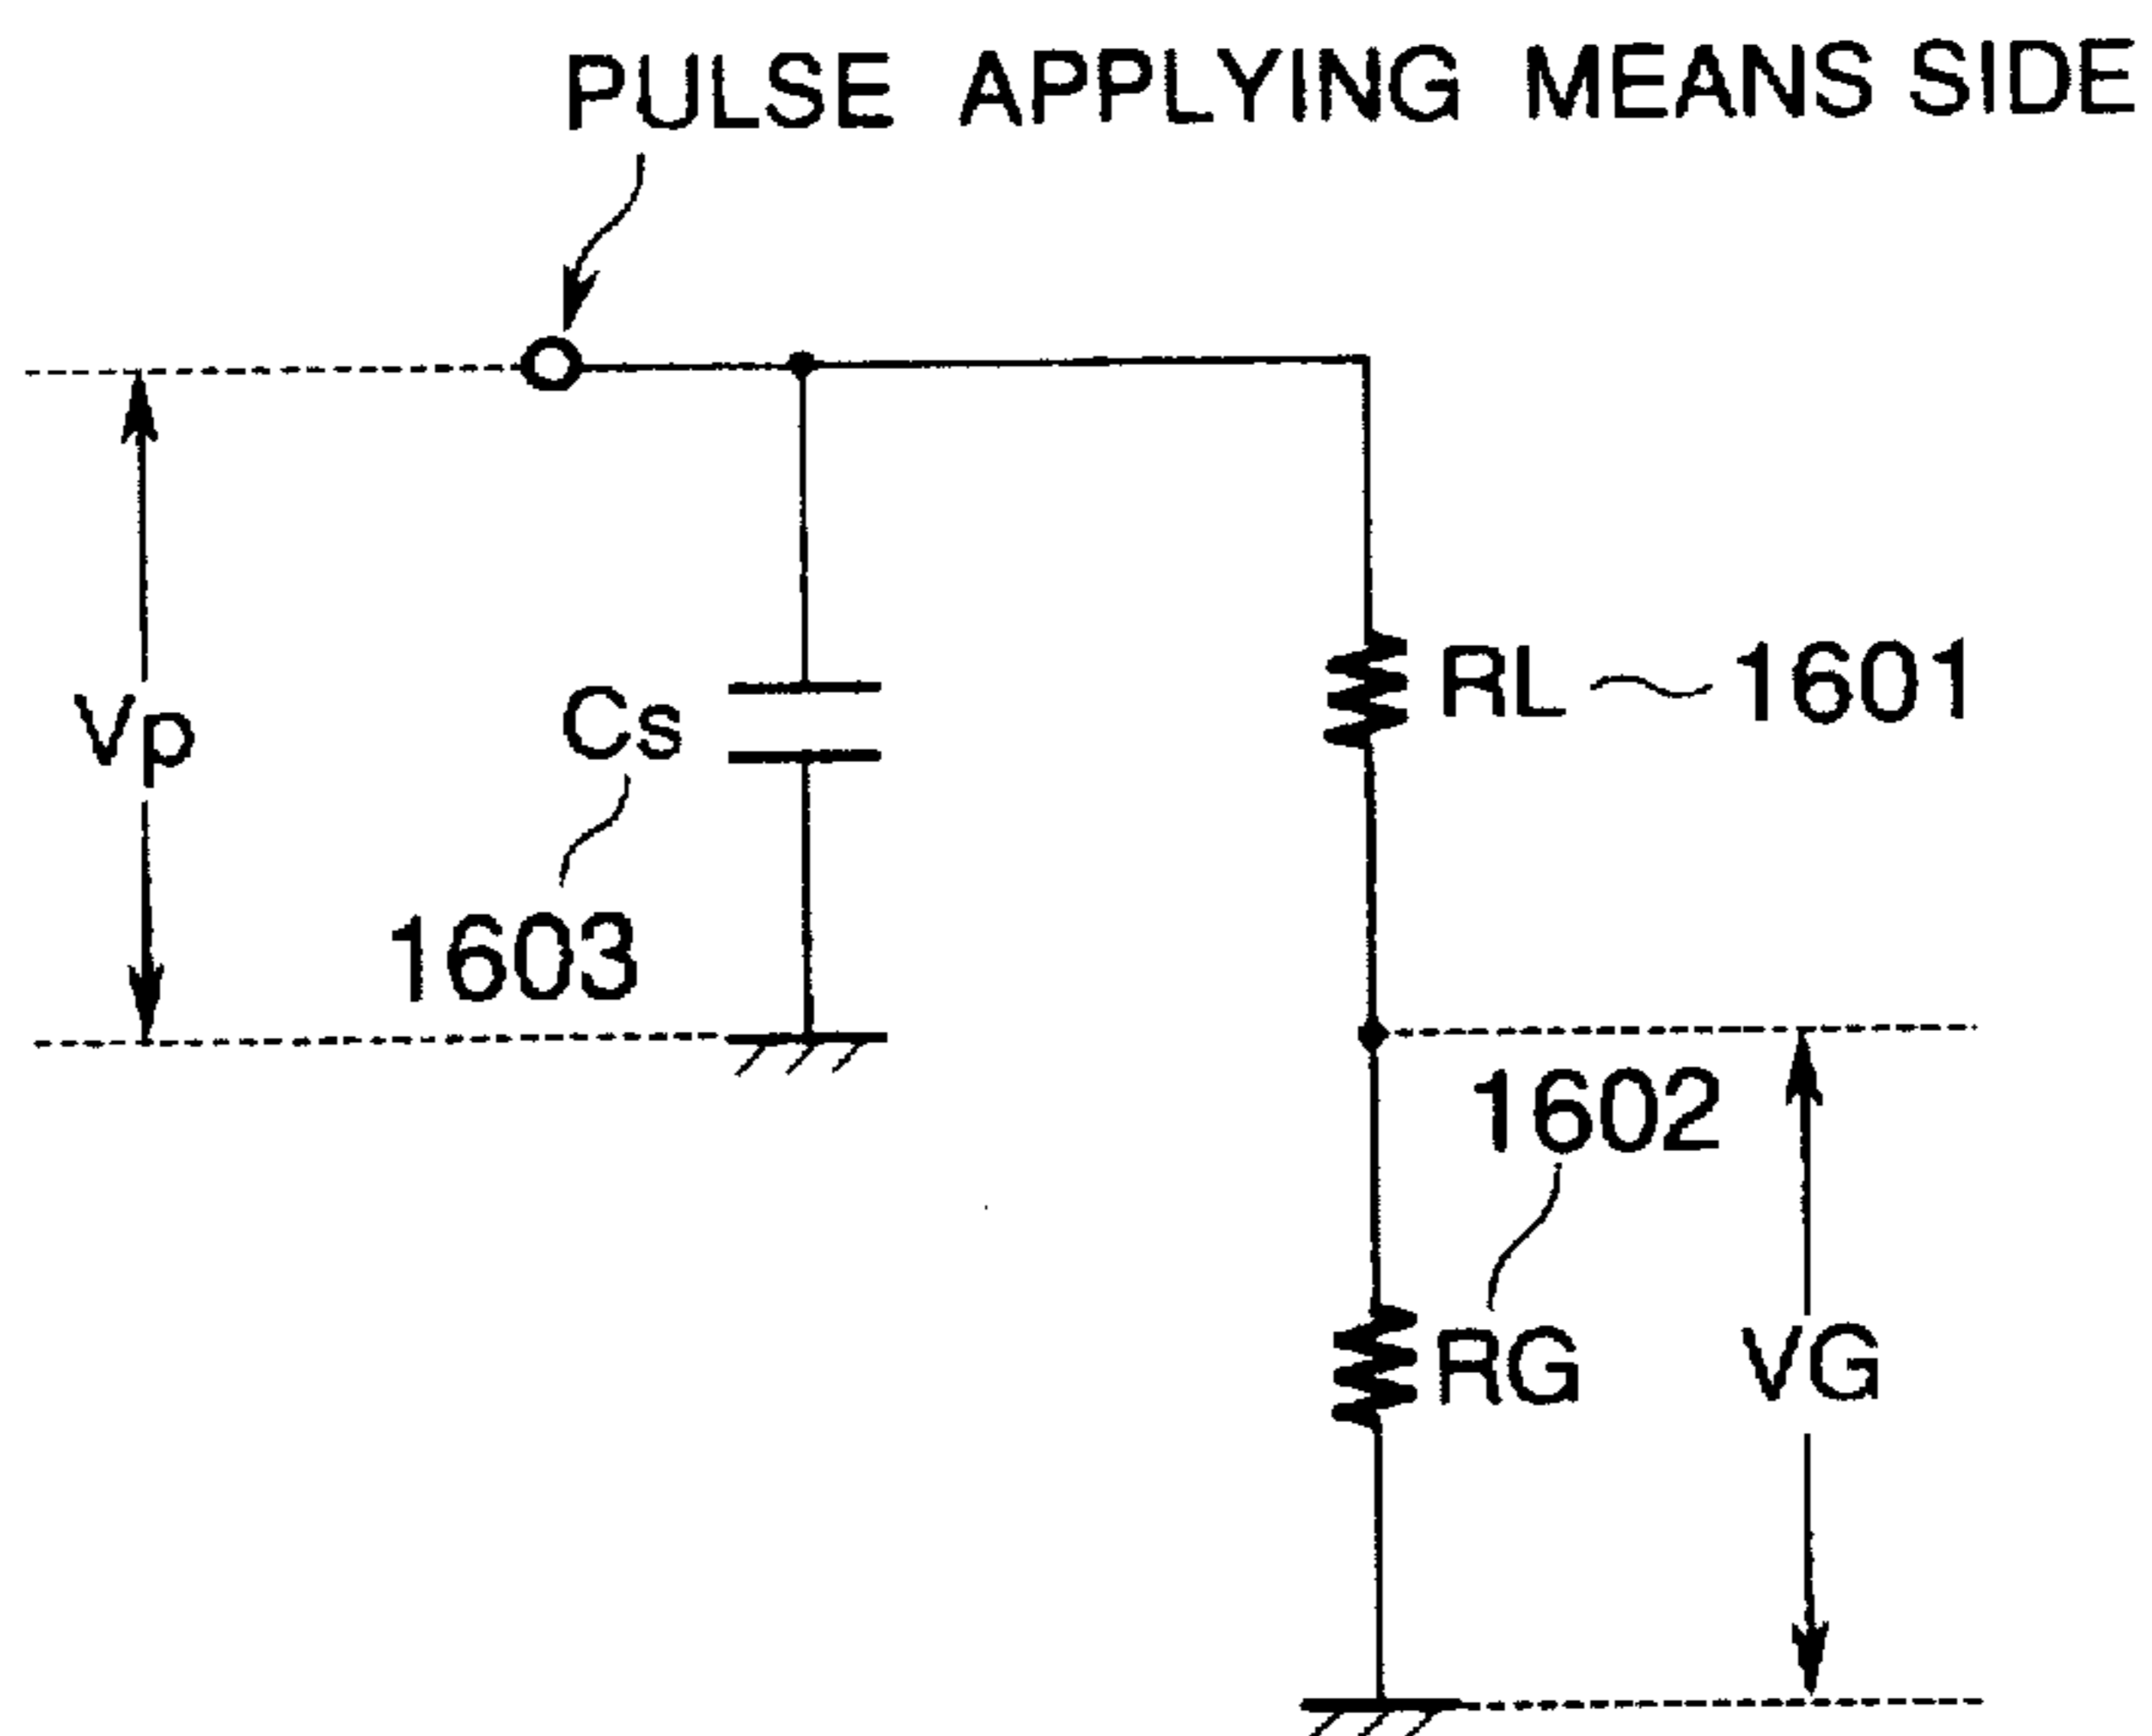 PULSE APPLYING MEANS SIDE
Vp
Cs
RL 1601
1603
1602
RG
VG